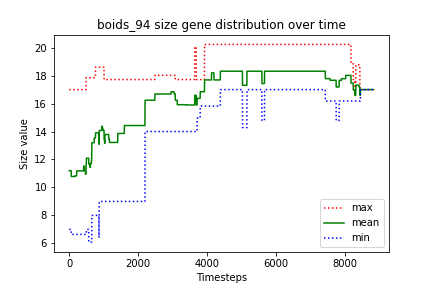 boids_94 size gene distribution over time
Size value
20
18
16
14
12
10
8
6
0
2000
4000
6000
8000
Timesteps
max
mean
min